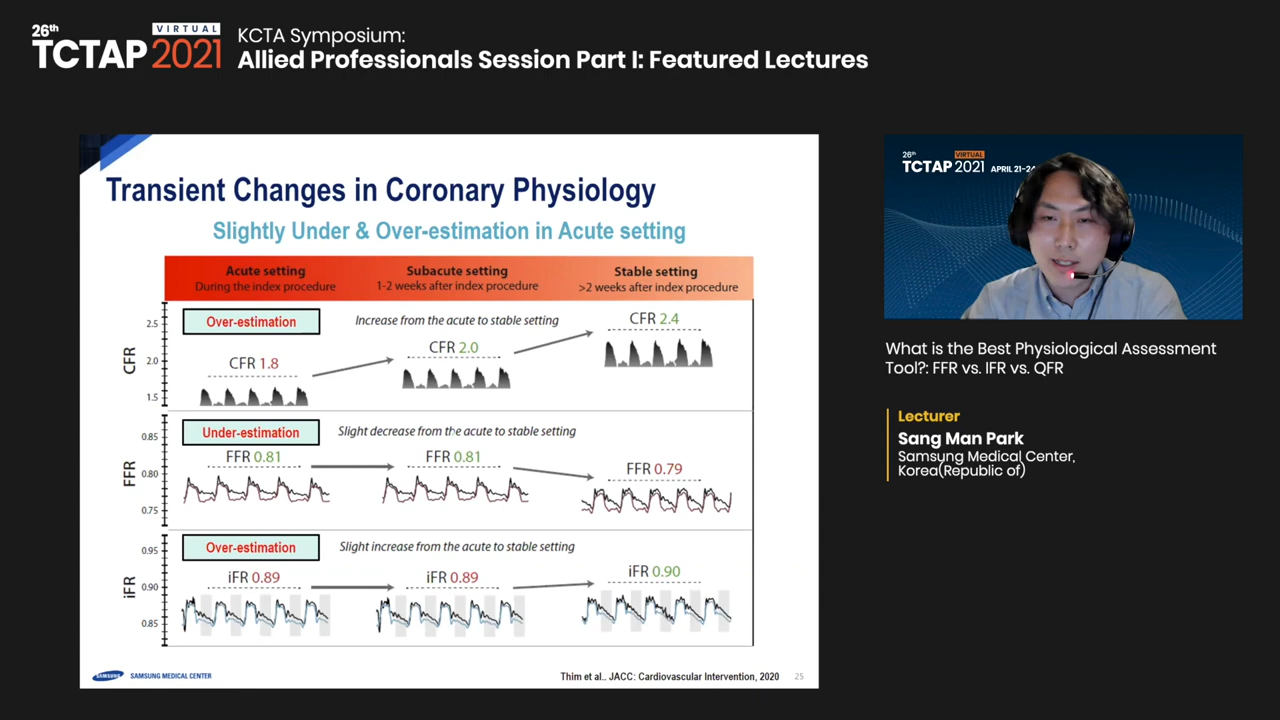 26th
TCTAP
VIRTUAL
2021
KCTA Symposium:
Allied Professionals Session Part I: Featured Lectures
Transient Changes in Coronary Physiology
Slightly Under & Over-estimation in Acute setting
Acute setting
During the index procedure
Subacute setting
1-2 weeks after index procedure
Stable setting
>2 weeks after index procedure
CFR
2.5
2.0
1.5
Over-estimation
Increase from the acute to stable setting
CFR 1.8
CFR 2.0
CFR 2.4
FFR
0.85
0.80
0.75
Under-estimation
Slight decrease from the acute to stable setting
FFR 0.81
FFR 0.81
FFR 0.79
iFR
0.95
0.90
0.85
Over-estimation
Slight increase from the acute to stable setting
iFR 0.89
iFR 0.89
iFR 0.90
SAMSUNG
SAMSUNG MEDICAL CENTER
Thim et al.. JACC: Cardiovascular Intervention, 2020
25
26th
TCTAP
VIRTUAL
2021
APRIL 21-24
What is the Best Physiological Assessment
Tool?: FFR vs. IFR vs. QFR
Lecturer
Sang Man Park
Samsung Medical Center,
Korea(Republic of)